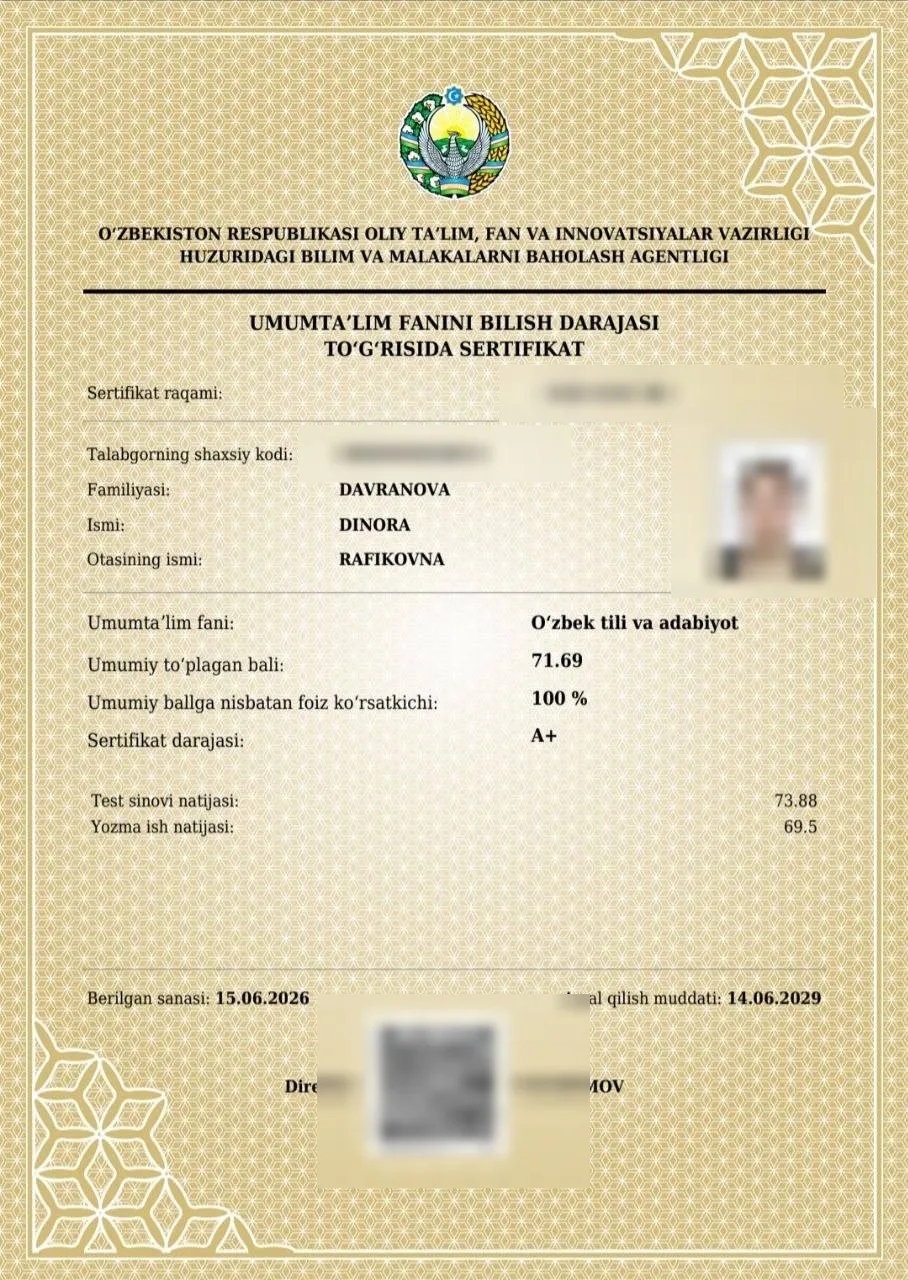 O‘ZBEKISTON RESPUBLIKASI OLIY TA’LIM, FAN VA INNOVATSIYALAR VAZIRLIGI
HUZURIDAGI BILIM VA MALAKALARNI BAHOLASH AGENTLIGI
UMUMTA’LIM FANINI BILISH DARAJASI
TO‘G‘RISIDA SERTIFIKAT
Sertifikat raqami:
Talabgorning shaxsiy kodi:
Familiyasi: DAVRANOVA
Ismi: DINORA
Otasining ismi: RAFIKOVNA
Umumta’lim fani: O‘zbek tili va adabiyot
Umumiy to‘plagan bali: 71.69
Umumiy ballga nisbatan foiz ko‘rsatkichi: 100 %
Sertifikat darajasi: A+
Test sinovi natijasi: 73.88
Yozma ish natijasi: 69.5
Berilgan sanasi: 15.06.2026 qilish muddati: 14.06.2029